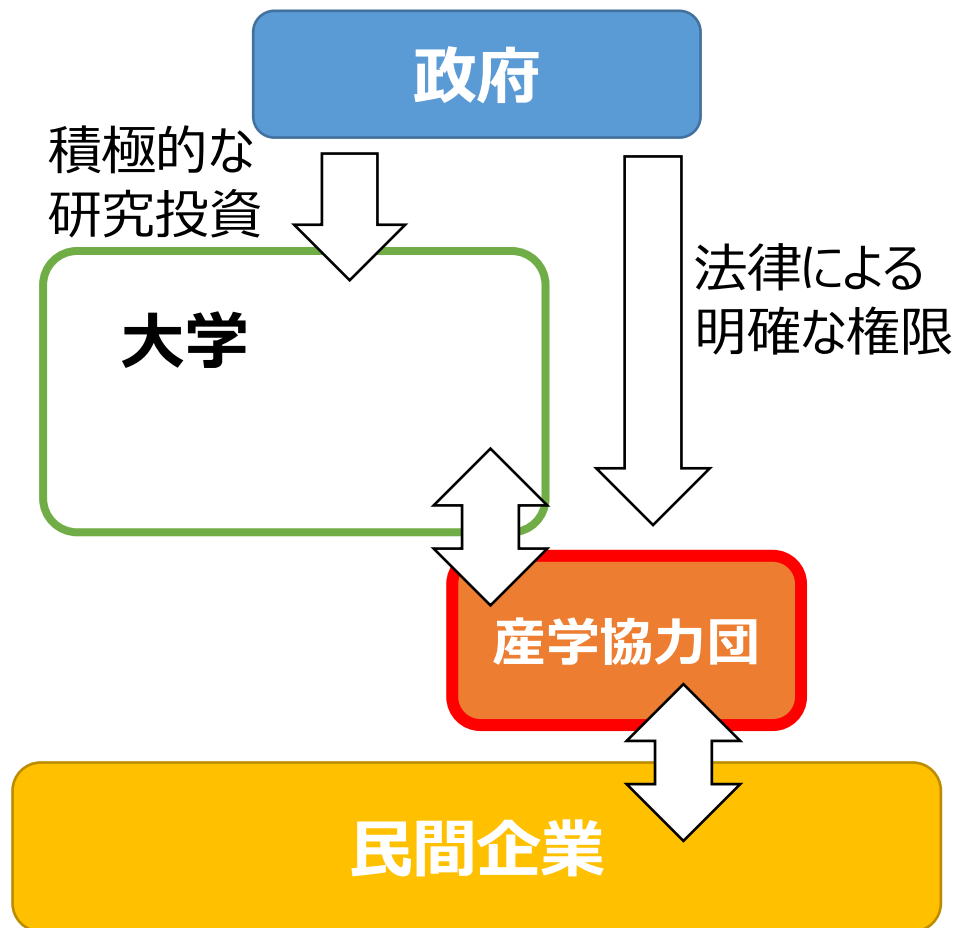 政府
積極的な
研究投資
法律による
明確な権限
大学
産学協力団
民間企業